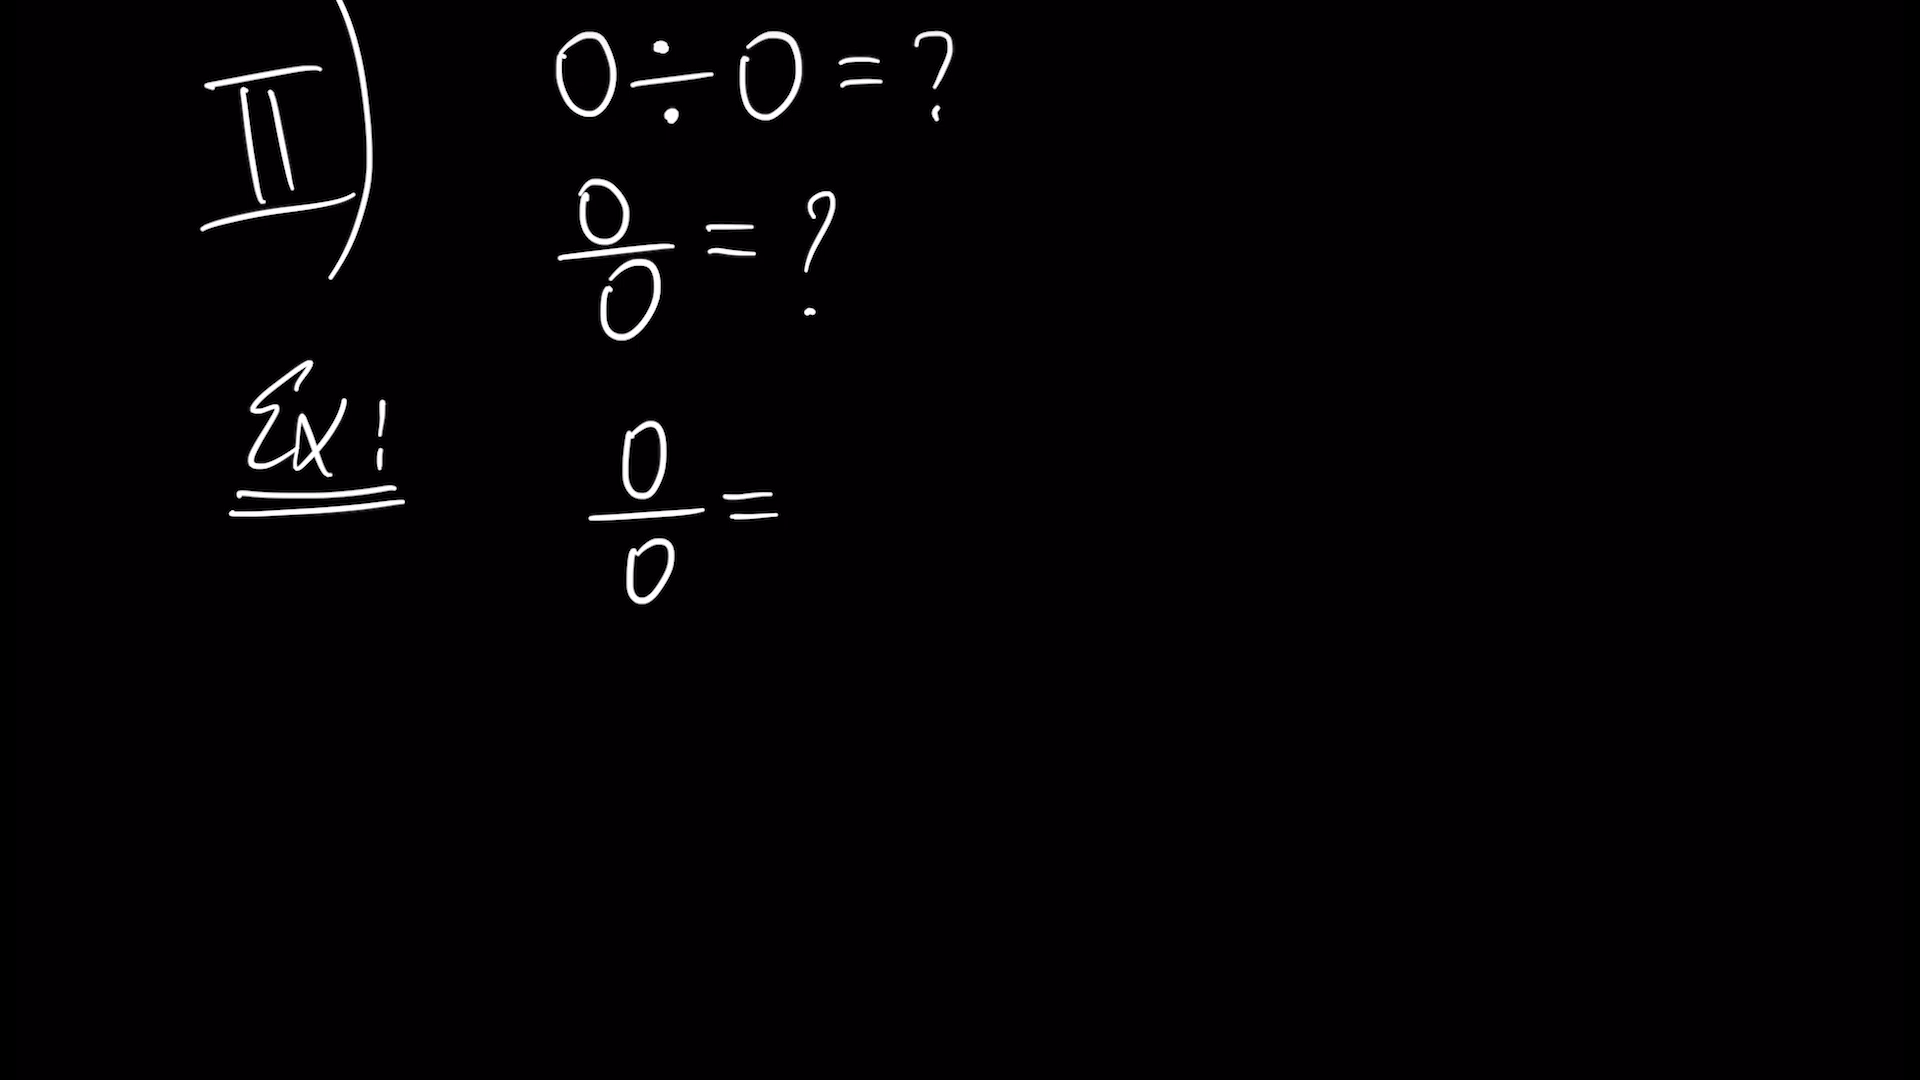 II) 0 ÷ 0 = ?
0/0 = ?
Ex: 0/0 =